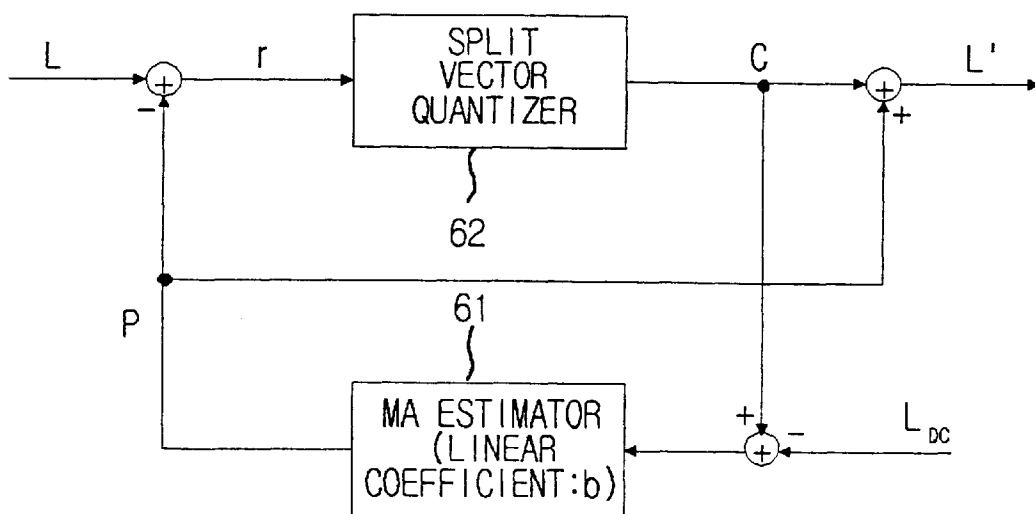 L
r
SPLIT
VECTOR
QUANTIZER
C
L'
+
-
+
+
62
P
61
MA ESTIMATOR
(LINEAR
COEFFICIENT:b)
+
-
+
L DC